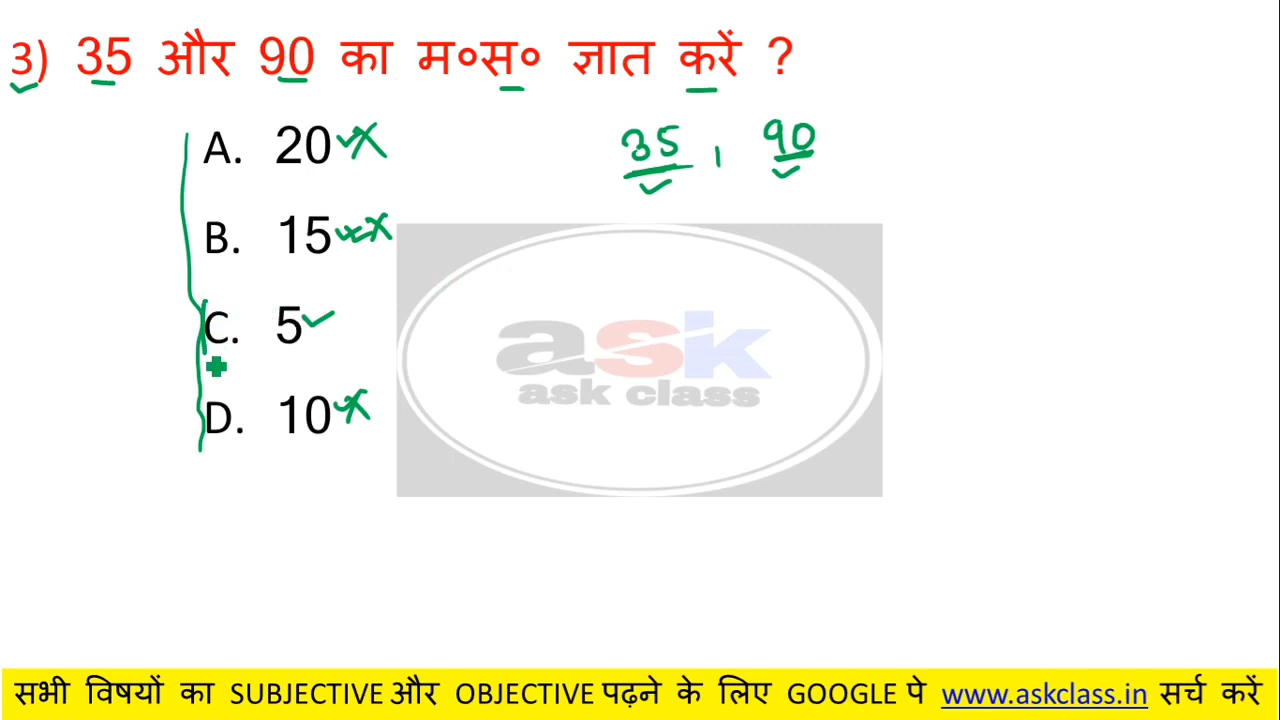 3) 35 और 90 का म॰स॰ ज्ञात करें ?
A. 20
35 , 90
B. 15
C. 5
D. 10
ask
ask class
सभी विषयों का SUBJECTIVE और OBJECTIVE पढ़ने के लिए GOOGLE पे www.askclass.in सर्च करें